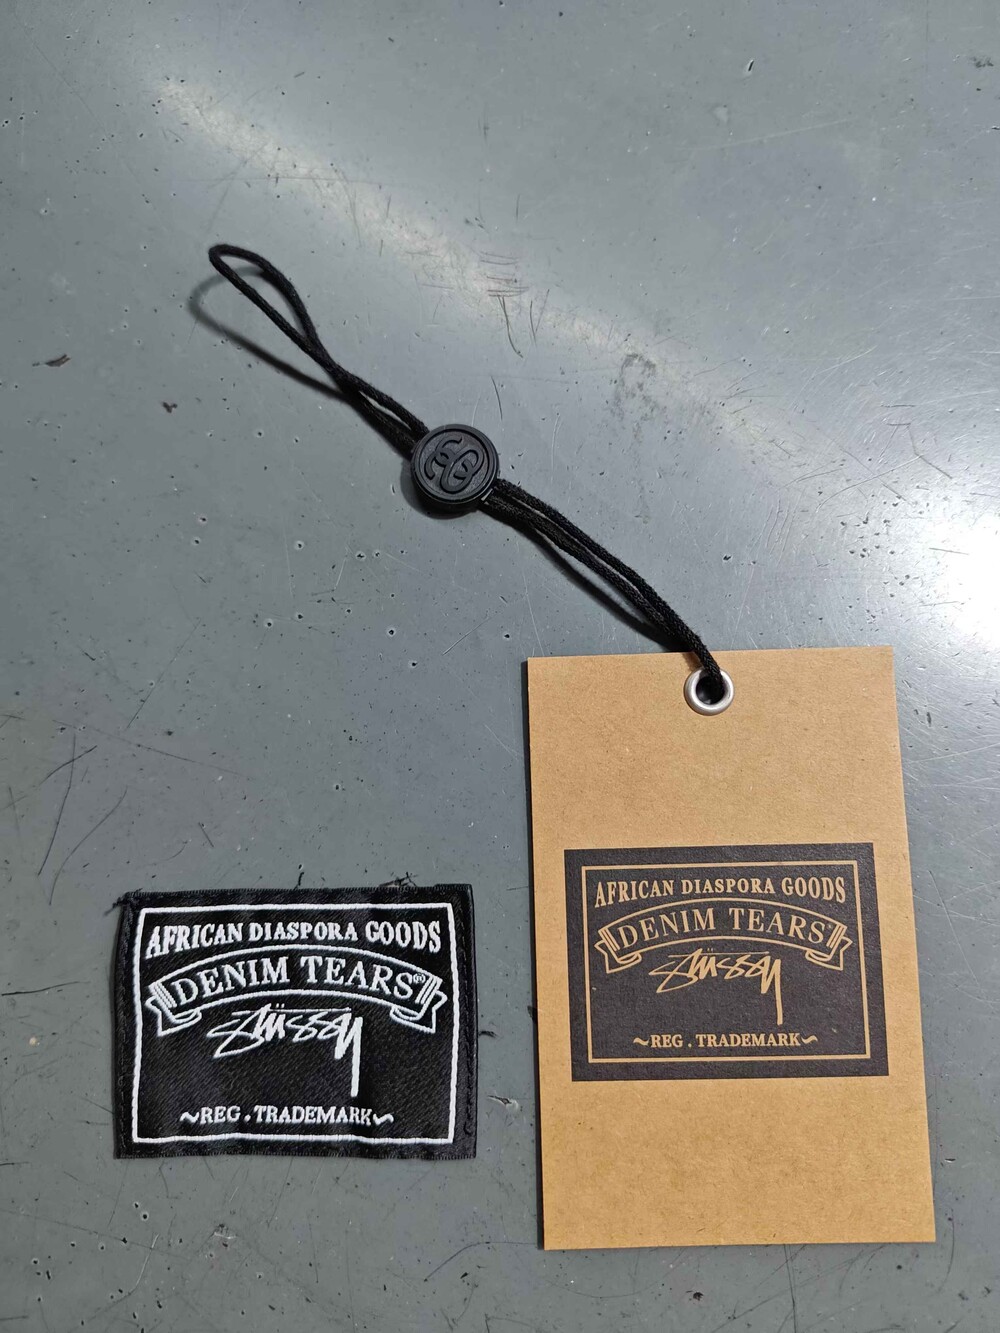 AFRICAN DIASPORA GOODS
DENIM TEARS®
Stüssy
~REG . TRADEMARK~
AFRICAN DIASPORA GOODS
DENIM TEARS®
Stüssy
~REG . TRADEMARK~